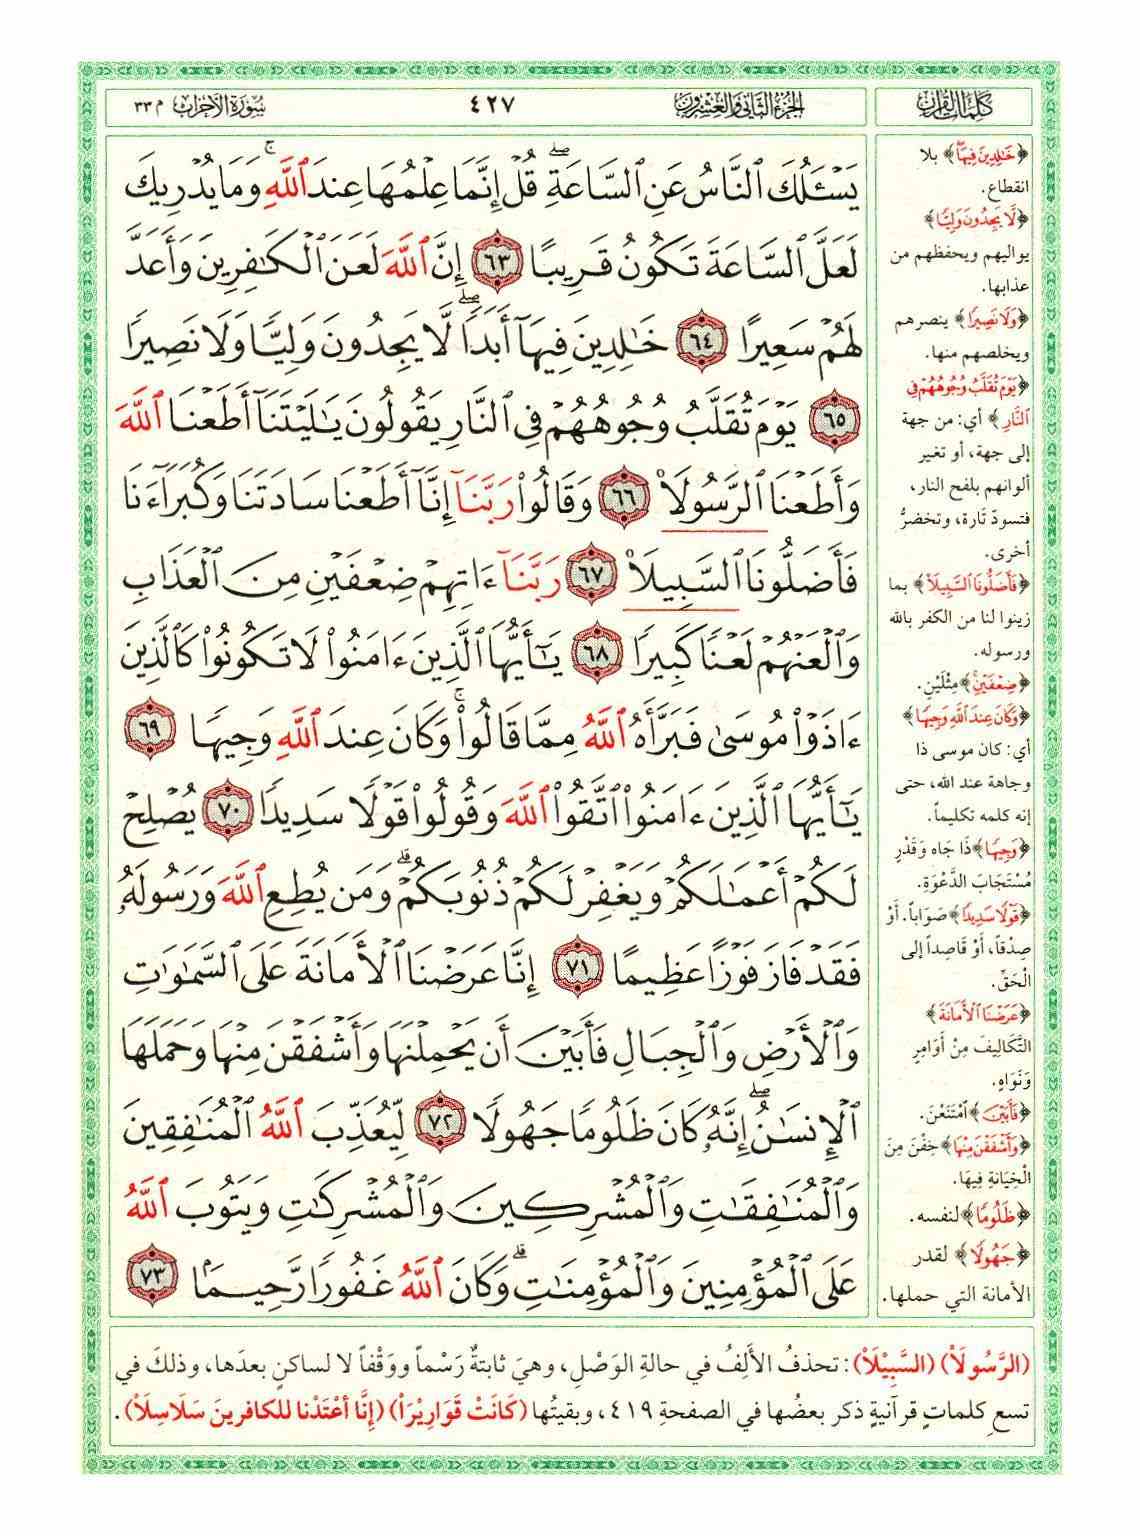 كلمات القرآن
الجزء الثاني والعشرون
٤٢٧
سورة الأحزاب م ٣٣
يَسْـَٔلُكَ ٱلنَّاسُ عَنِ ٱلسَّاعَةِ ۖ قُلْ إِنَّمَا عِلْمُهَا عِندَ ٱللَّهِ ۚ وَمَا يُدْرِيكَ
لَعَلَّ ٱلسَّاعَةَ تَكُونُ قَرِيبًا ٦٣ إِنَّ ٱللَّهَ لَعَنَ ٱلْكَـٰفِرِينَ وَأَعَدَّ
لَهُمْ سَعِيرًا ٦٤ خَـٰلِدِينَ فِيهَآ أَبَدًا ۖ لَّا يَجِدُونَ وَلِيًّا وَلَا نَصِيرًا
٦٥ يَوْمَ تُقَلَّبُ وُجُوهُهُمْ فِي ٱلنَّارِ يَقُولُونَ يَـٰلَيْتَنَآ أَطَعْنَا ٱللَّهَ
وَأَطَعْنَا ٱلرَّسُولَا۠ ٦٦ وَقَالُوا۟ رَبَّنَآ إِنَّآ أَطَعْنَا سَادَتَنَا وَكُبَرَآءَنَا
فَأَضَلُّونَا ٱلسَّبِيلَا۠ ٦٧ رَبَّنَآ ءَاتِهِمْ ضِعْفَيْنِ مِنَ ٱلْعَذَابِ
وَٱلْعَنْهُمْ لَعْنًا كَبِيرًا ٦٨ يَـٰٓأَيُّهَا ٱلَّذِينَ ءَامَنُوا۟ لَا تَكُونُوا۟ كَٱلَّذِينَ
ءَاذَوْا۟ مُوسَىٰ فَبَرَّأَهُ ٱللَّهُ مِمَّا قَالُوا۟ ۚ وَكَانَ عِندَ ٱللَّهِ وَجِيهًا ٦٩
يَـٰٓأَيُّهَا ٱلَّذِينَ ءَامَنُوا۟ ٱتَّقُوا۟ ٱللَّهَ وَقُولُوا۟ قَوْلًا سَدِيدًا ٧٠ يُصْلِحْ
لَكُمْ أَعْمَـٰلَكُمْ وَيَغْفِرْ لَكُمْ ذُنُوبَكُمْ ۗ وَمَن يُطِعِ ٱللَّهَ وَرَسُولَهُۥ
فَقَدْ فَازَ فَوْزًا عَظِيمًا ٧١ إِنَّا عَرَضْنَا ٱلْأَمَانَةَ عَلَى ٱلسَّمَـٰوَٰتِ
وَٱلْأَرْضِ وَٱلْجِبَالِ فَأَبَيْنَ أَن يَحْمِلْنَهَا وَأَشْفَقْنَ مِنْهَا وَحَمَلَهَا
ٱلْإِنسَـٰنُ ۖ إِنَّهُۥ كَانَ ظَلُومًا جَهُولًا ٧٢ لِّيُعَذِّبَ ٱللَّهُ ٱلْمُنَـٰفِقِينَ
وَٱلْمُنَـٰفِقَـٰتِ وَٱلْمُشْرِكِينَ وَٱلْمُشْرِكَـٰتِ وَيَتُوبَ ٱللَّهُ
عَلَى ٱلْمُؤْمِنِينَ وَٱلْمُؤْمِنَـٰتِ ۗ وَكَانَ ٱللَّهُ غَفُورًا رَّحِيمًۢا ٧٣
﴿خَـٰلِدِينَ فِيهَآ﴾ بلا
انقطاع.
﴿لَّا يَجِدُونَ وَلِيًّا﴾
يواليهم ويحفظهم من
عذابها.
﴿وَلَا نَصِيرًا﴾ ينصرهم
ويخلصهم منها.
﴿يَوْمَ تُقَلَّبُ وُجُوهُهُمْ فِي
ٱلنَّارِ﴾ أي: من جهة
إلى جهة، أو تغير
ألوانهم بلفح النار،
فتسودّ تارة، وتخضرُّ
أخرى.
﴿فَأَضَلُّونَا ٱلسَّبِيلَا۠﴾ بما
زينوا لنا من الكفر بالله
ورسوله.
﴿ضِعْفَيْنِ﴾ مِثْلَيْنِ.
﴿وَكَانَ عِندَ ٱللَّهِ وَجِيهًا﴾
أي: كان موسى ذا
وجاهة عند الله، حتى
إنه كلمه تكليماً.
﴿وَجِيهًا﴾ ذَا جَاه وَقَدْرٍ
مُسْتَجَابَ الدَّعْوَةِ.
﴿قَوْلًا سَدِيدًا﴾ صَوَاباً. أَوْ
صِدْقاً، أَوْ قَاصِداً إلى
الْحَقِّ.
﴿عَرَضْنَا ٱلْأَمَانَةَ﴾
التَّكَالِيفَ مِنْ أَوَامِرٍ
وَنَوَاهٍ.
﴿فَأَبَيْنَ﴾ امْتَنَعْنَ.
﴿وَأَشْفَقْنَ مِنْهَا﴾ خِفْنَ مِنَ
الْخِيَانةِ فِيهَا.
﴿ظَلُومًا﴾ لنفسه.
﴿جَهُولًا﴾ لقدر
الأمانة التي حملها.
(الرَّسُولَاْ) (السَّبِيْلَاْ): تحذفُ الأَلِفُ في حالةِ الوَصْلِ، وهيَ ثابتةٌ رَسْماً ووَقْفاً لا لساكنٍ بعدَها، وذلكَ في
تسع كلماتٍ قرآنيةٍ ذكر بعضُها في الصفحةِ ٤١٩، وبقيتُها (كَانَتْ قَوَارِيْرَاْ) (إِنَّا أعْتَدْنا للكافرينَ سَلَاسِلَاْ).